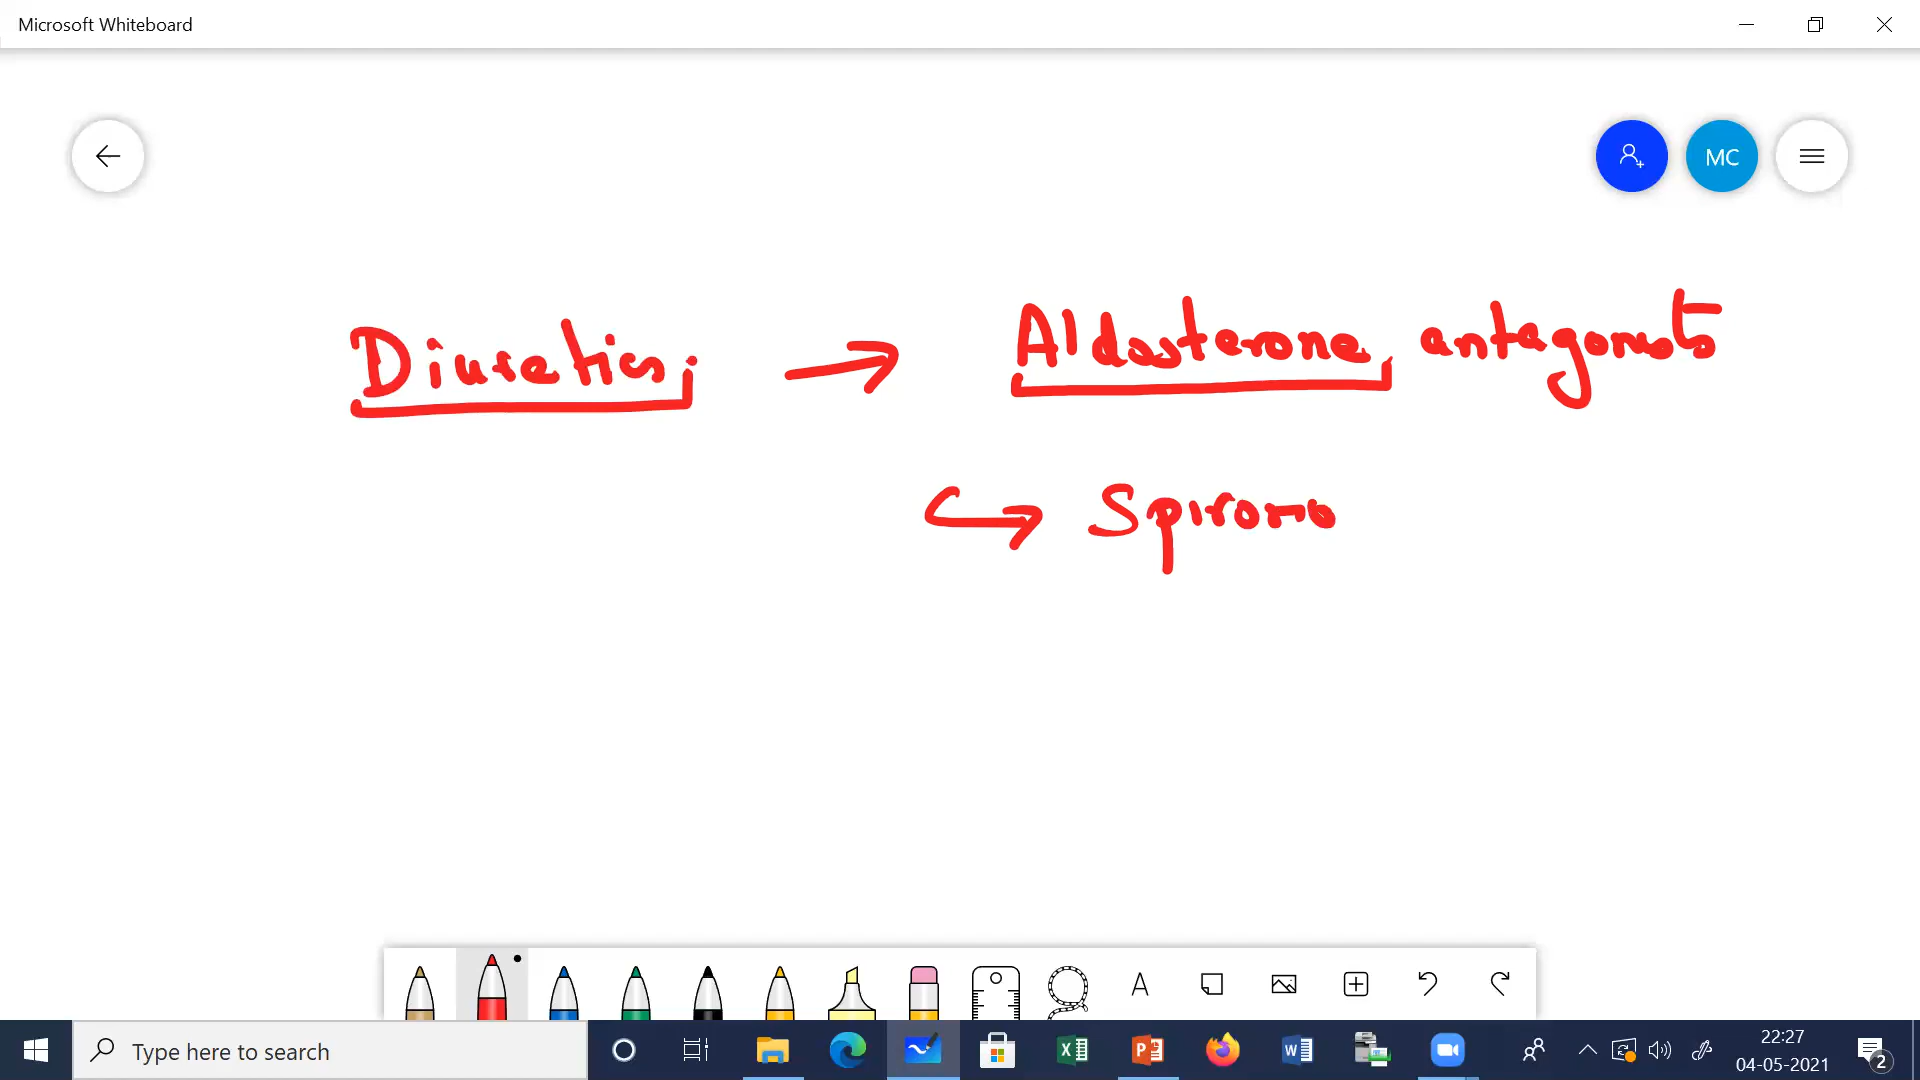 Microsoft Whiteboard
MC
Diuretics; → Aldosterone antagonists
↪ Spirono
A
Type here to search
22:27
04-05-2021
2